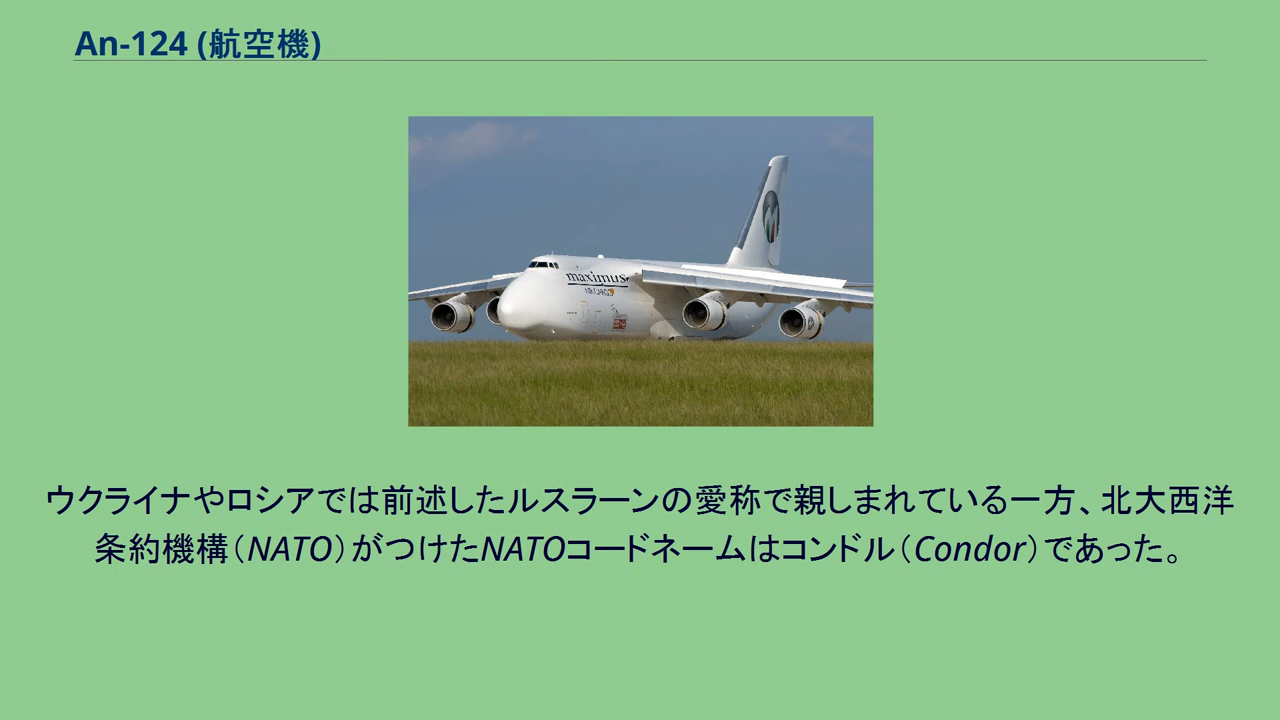 An-124 (航空機)
maximus
AIR CARGO
ウクライナやロシアでは前述したルスラーンの愛称で親しまれている一方、北大西洋
条約機構（NATO）がつけたNATOコードネームはコンドル（Condor）であった。